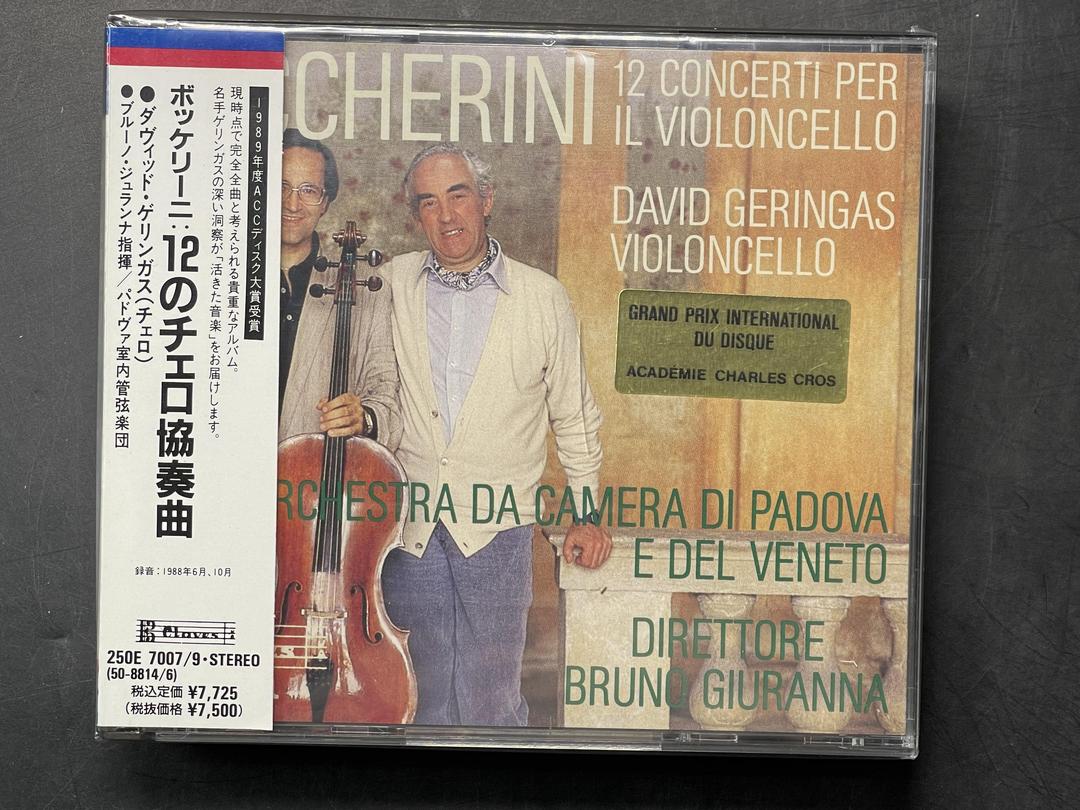 1989年度ACCディスク大賞受賞
現時点で完全全曲と考えられる貴重なアルバム。
名手ゲリンガスの深い洞察が「活きた音楽」をお届けします。
ボッケリーニ:12のチェロ協奏曲
●ダヴィッド・ゲリンガス(チェロ)
●ブルーノ・ジュランナ指揮/パドヴァ室内管弦楽団
録音:1988年6月、10月
Claves
250E 7007/9・STEREO
(50-8814/6)
税込定価 ¥7,725
(税抜価格 ¥7,500)
CCHERINI
12 CONCERTI PER
IL VIOLONCELLO
DAVID GERINGAS
VIOLONCELLO
GRAND PRIX INTERNATIONAL
DU DISQUE
ACADÉMIE CHARLES CROS
RCHESTRA DA CAMERA DI PADOVA
E DEL VENETO
DIRETTORE
BRUNO GIURANNA